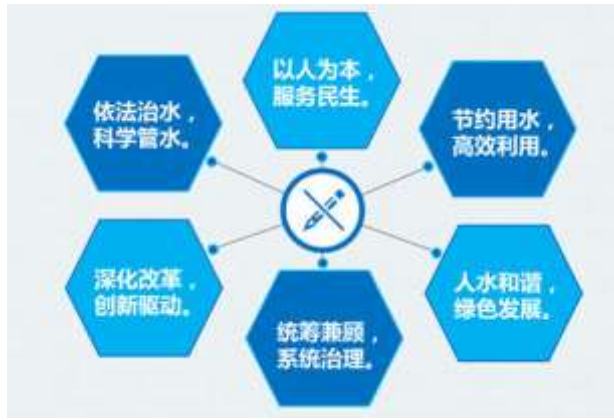 以人为本，
服务民生。
依法治水，
科学管水。
节约用水，
高效利用。
深化改革，
创新驱动。
人水和谐，
绿色发展。
统筹兼顾，
系统治理。